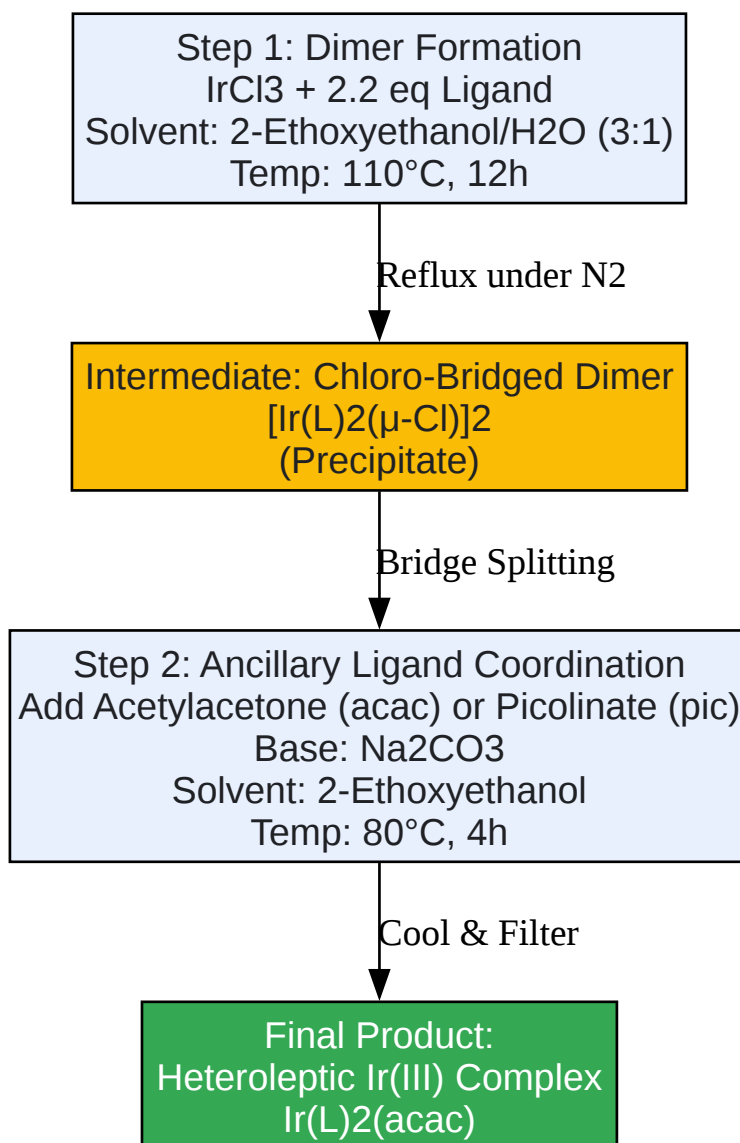 Step 1: Dimer Formation
IrCl3 + 2.2 eq Ligand
Solvent: 2-Ethoxyethanol/H2O (3:1)
Temp: 110°C, 12h
Reflux under N2
Intermediate: Chloro-Bridged Dimer
[Ir(L)2(μ-Cl)]2
(Precipitate)
Bridge Splitting
Step 2: Ancillary Ligand Coordination
Add Acetylacetone (acac) or Picolinate (pic)
Base: Na2CO3
Solvent: 2-Ethoxyethanol
Temp: 80°C, 4h
Cool & Filter
Final Product:
Heteroleptic Ir(III) Complex
Ir(L)2(acac)